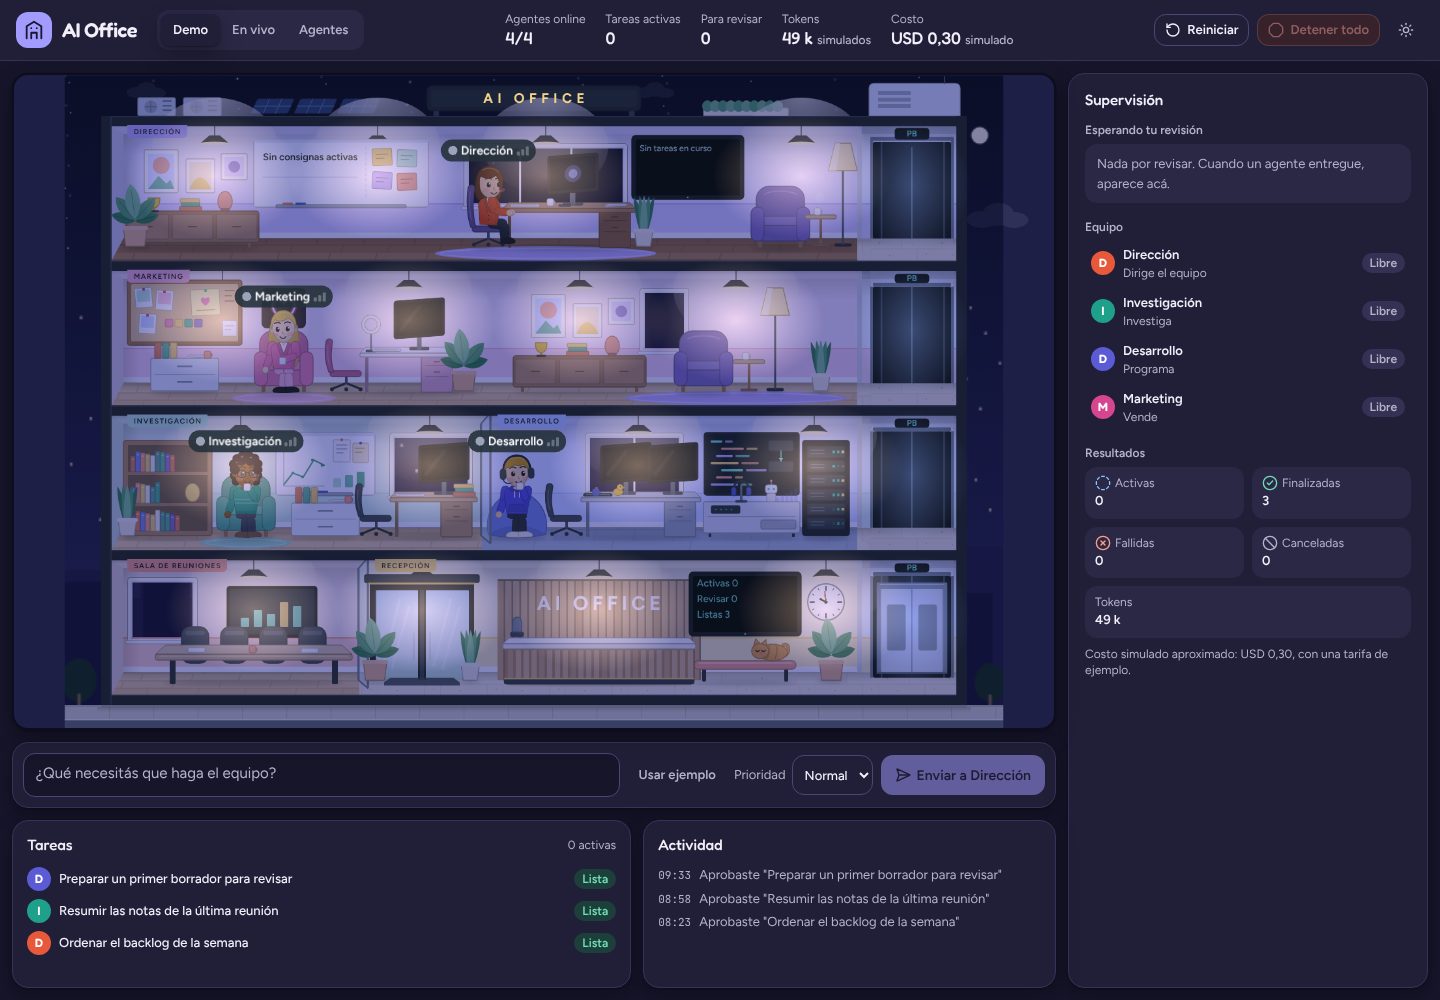 AI Office
Demo
En vivo
Agentes
Agentes online
4/4
Tareas activas
0
Para revisar
0
Tokens
49 k simulados
Costo
USD 0,30 simulado
Reiniciar
Detener todo
AI OFFICE
DIRECCIÓN
Sin consignas activas
Dirección
Sin tareas en curso
PB
MARKETING
Marketing
PB
INVESTIGACIÓN
Investigación
DESARROLLO
Desarrollo
PB
SALA DE REUNIONES
RECEPCIÓN
AI OFFICE
Activas 0
Revisar 0
Listas 3
PB
¿Qué necesitás que haga el equipo?
Usar ejemplo
Prioridad
Normal
Enviar a Dirección
Tareas
0 activas
D
Preparar un primer borrador para revisar
Lista
I
Resumir las notas de la última reunión
Lista
D
Ordenar el backlog de la semana
Lista
Actividad
09:33 Aprobaste "Preparar un primer borrador para revisar"
08:58 Aprobaste "Resumir las notas de la última reunión"
08:23 Aprobaste "Ordenar el backlog de la semana"
Supervisión
Esperando tu revisión
Nada por revisar. Cuando un agente entregue,
aparece acá.
Equipo
D
Dirección
Dirige el equipo
Libre
I
Investigación
Investiga
Libre
D
Desarrollo
Programa
Libre
M
Marketing
Vende
Libre
Resultados
Activas
0
Finalizadas
3
Fallidas
0
Canceladas
0
Tokens
49 k
Costo simulado aproximado: USD 0,30, con una tarifa de
ejemplo.